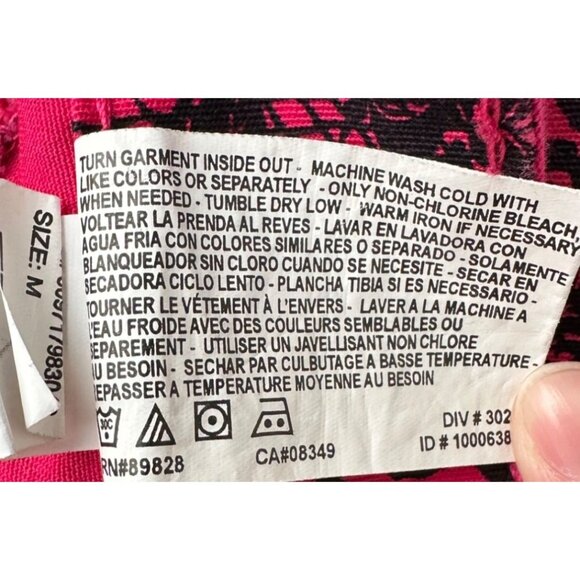 TURN GARMENT INSIDE OUT - MACHINE WASH COLD WITH
LIKE COLORS OR SEPARATELY - ONLY NON-CHLORINE BLEACH
WHEN NEEDED - TUMBLE DRY LOW - WARM IRON IF NECESSARY
VOLTEAR LA PRENDA AL REVES - LAVAR EN LAVADORA CON
AGUA FRIA CON COLORES SIMILARES O SEPARADO - SOLAMENTE
BLANQUEADOR SIN CLORO CUANDO SE NECESITE - SECAR EN
SECADORA CICLO LENTO - PLANCHA TIBIA SI ES NECESARIO -
TOURNER LE VÉTEMENT À L'ENVERS - LAVER A LA MACHINE A
L'EAU FROIDE AVEC DES COULEURS SEMBLABLES OU
SEPAREMENT - UTILISER UN JAVELLISANT NON CHLORE
AU BESOIN - SECHAR PAR CULBUTAGE A BASSE TEMPERATURE -
REPASSER A TEMPERATURE MOYENNE AU BESOIN
30C
RN#89828
CA#08349
DIV # 302
ID # 1000638
SIZE: M